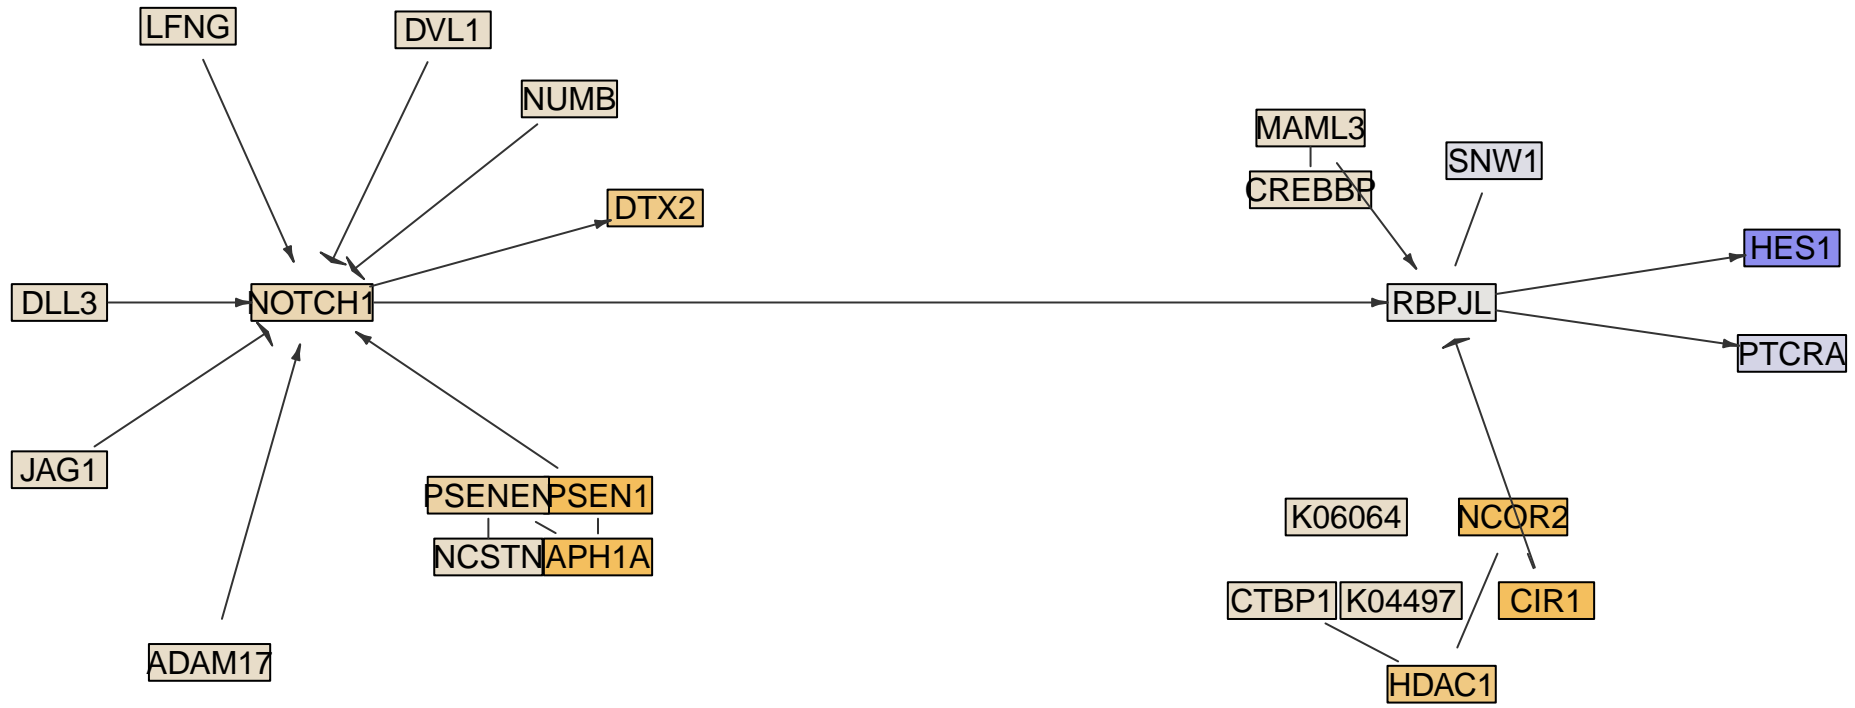 LFNG
DVL1
NUMB
MAML3
SNW1
CREBBP
DTX2
HES1
DLL3
NOTCH1
RBPJL
PTCRA
JAG1
PSENEN
PSEN1
K06064
NCOR2
NCSTN
APH1A
CTBP1
K04497
CIR1
ADAM17
HDAC1